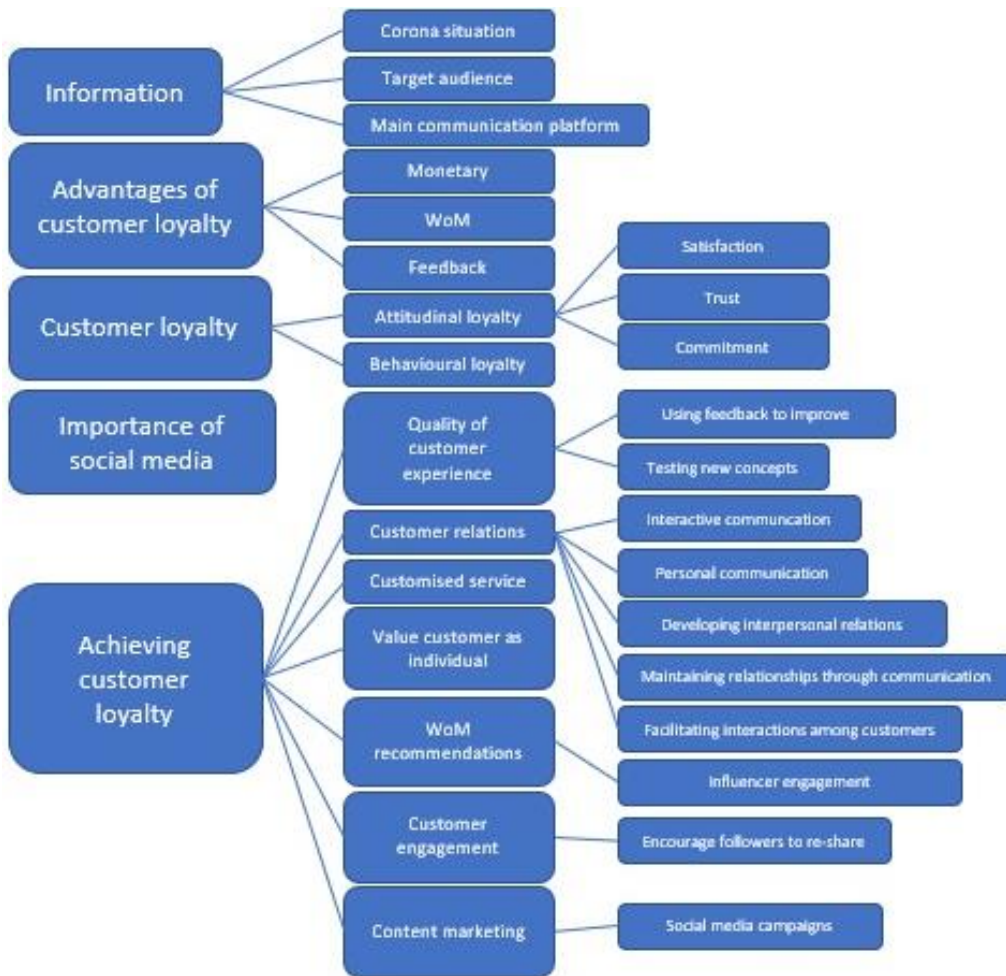 Information
Corona situation
Target audience
Main communication platform
Advantages of
customer loyalty
Monetary
WoM
Feedback
Customer loyalty
Attitudinal loyalty
Satisfaction
Trust
Commitment
Behavioural loyalty
Importance of
social media
Achieving
customer
loyalty
Quality of
customer
experience
Using feedback to improve
Testing new concepts
Customer relations
Interactive communcation
Personal communication
Developing interpersonal relations
Maintaining relationships through communication
Facilitating interactions among customers
Customised service
Value customer as
individual
WoM
recommendations
Influencer engagement
Customer
engagement
Encourage followers to re-share
Content marketing
Social media campaigns